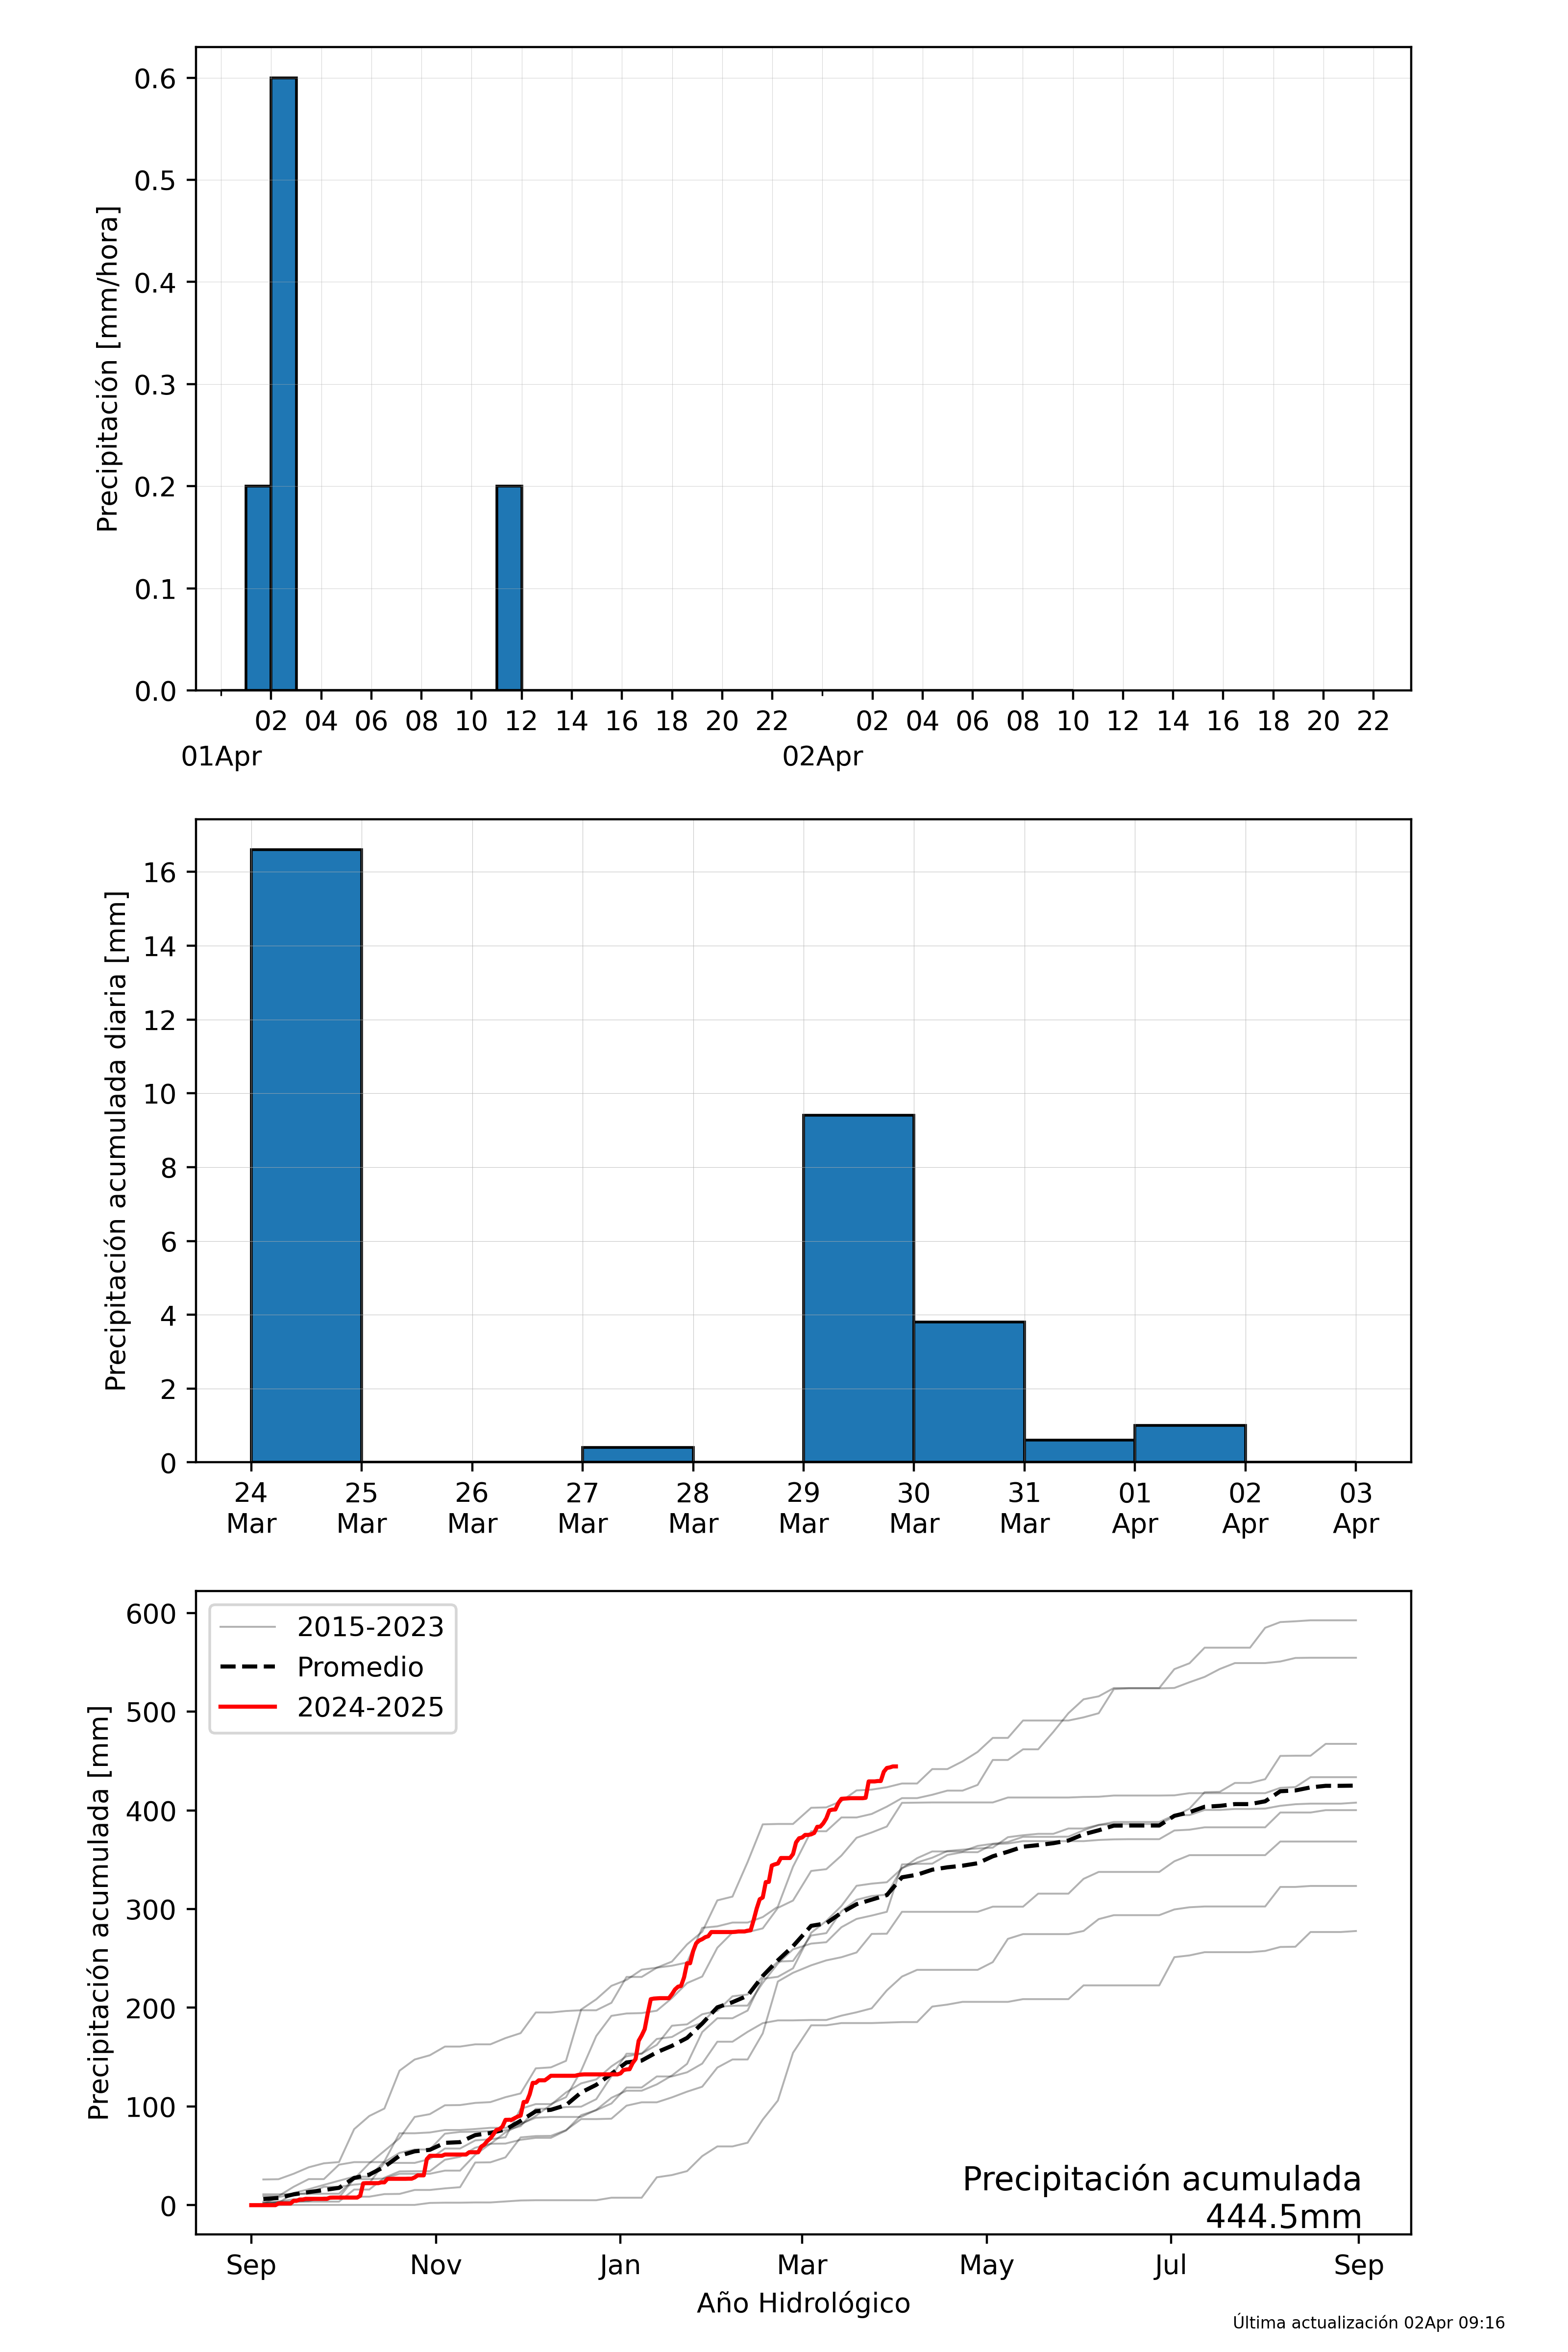 Precipitación [mm/hora]
0.6
0.5
0.4
0.3
0.2
0.1
0.0
02 04 06 08 10 12 14 16 18 20 22 02 04 06 08 10 12 14 16 18 20 22
01Apr 02Apr
Precipitación acumulada diaria [mm]
16
14
12
10
8
6
4
2
0
24 25 26 27 28 29 30 31 01 02 03
Mar Mar Mar Mar Mar Mar Mar Mar Apr Apr Apr
Precipitación acumulada [mm]
600
500
400
300
200
100
0
2015-2023
Promedio
2024-2025
Precipitación acumulada
444.5mm
Sep Nov Jan Mar May Jul Sep
Año Hidrológico
Última actualización 02Apr 09:16